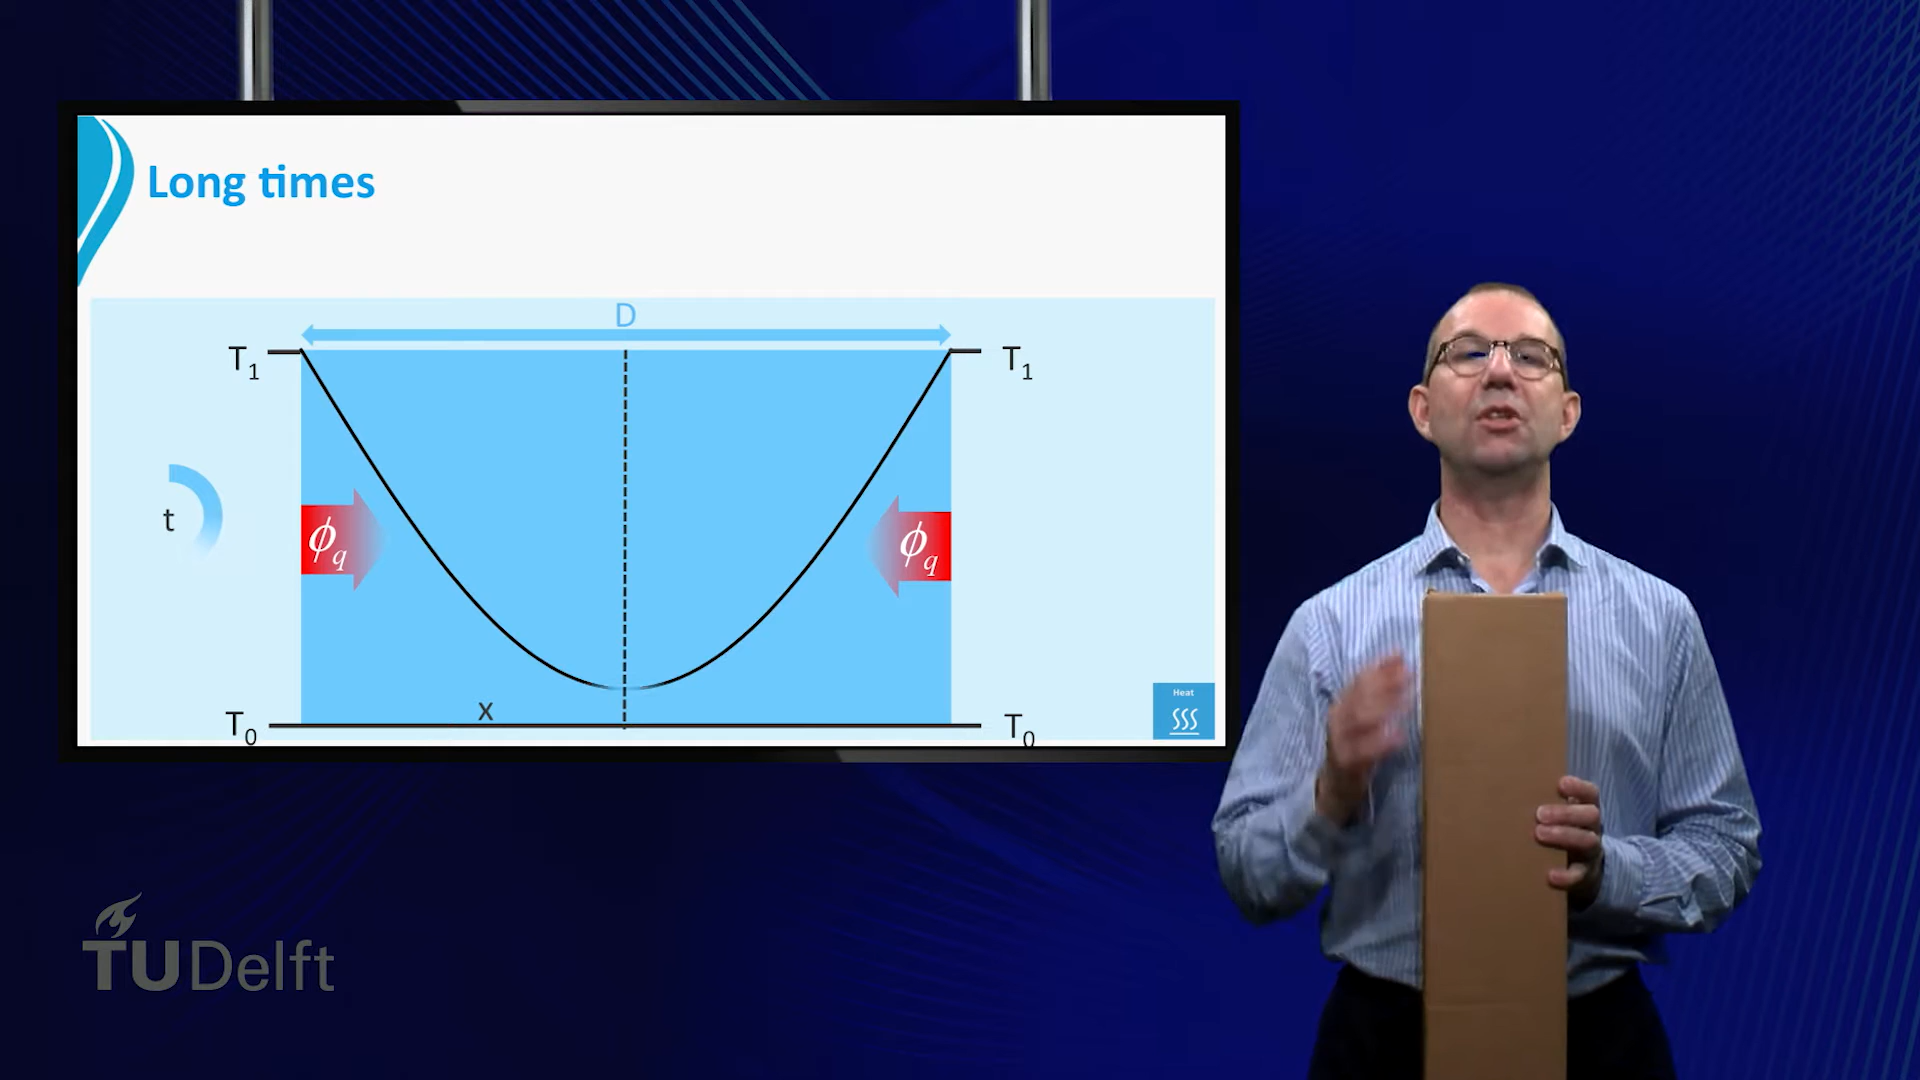 Long times
D
T1
T1
t
ϕq
ϕq
x
T0
T0
Heat
TUDelft